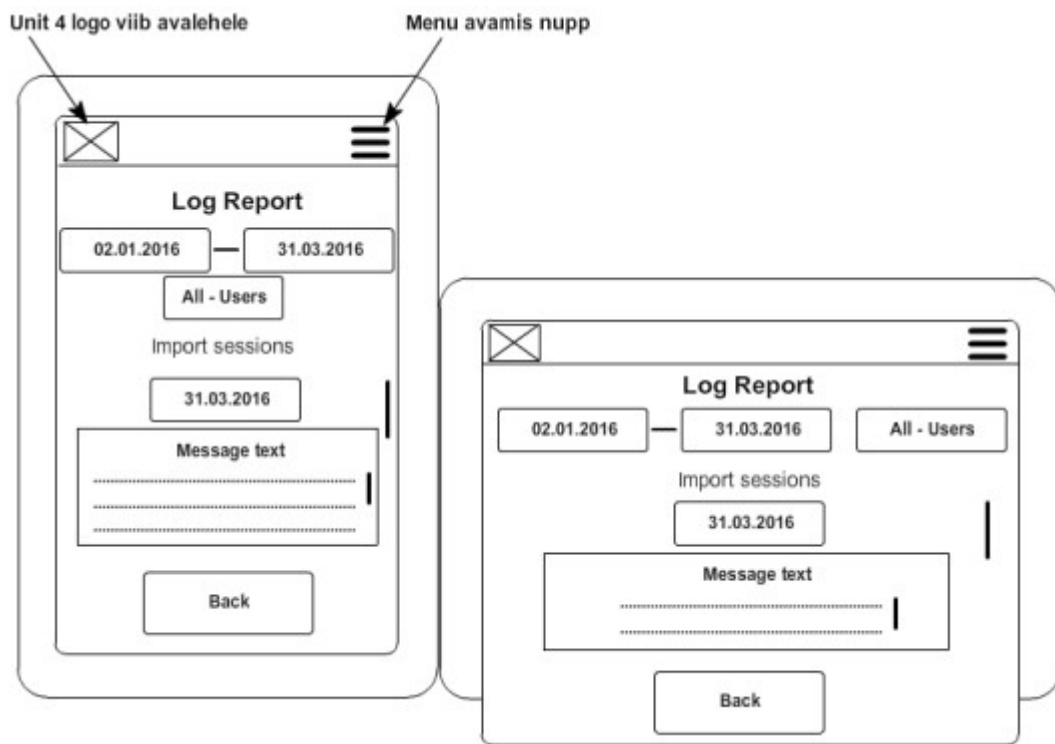 Unit 4 logo viib avalehele
Menu avamis nupp
Log Report
02.01.2016
31.03.2016
All - Users
Import sessions
31.03.2016
Message text
Back
Log Report
02.01.2016
31.03.2016
All - Users
Import sessions
31.03.2016
Message text
Back